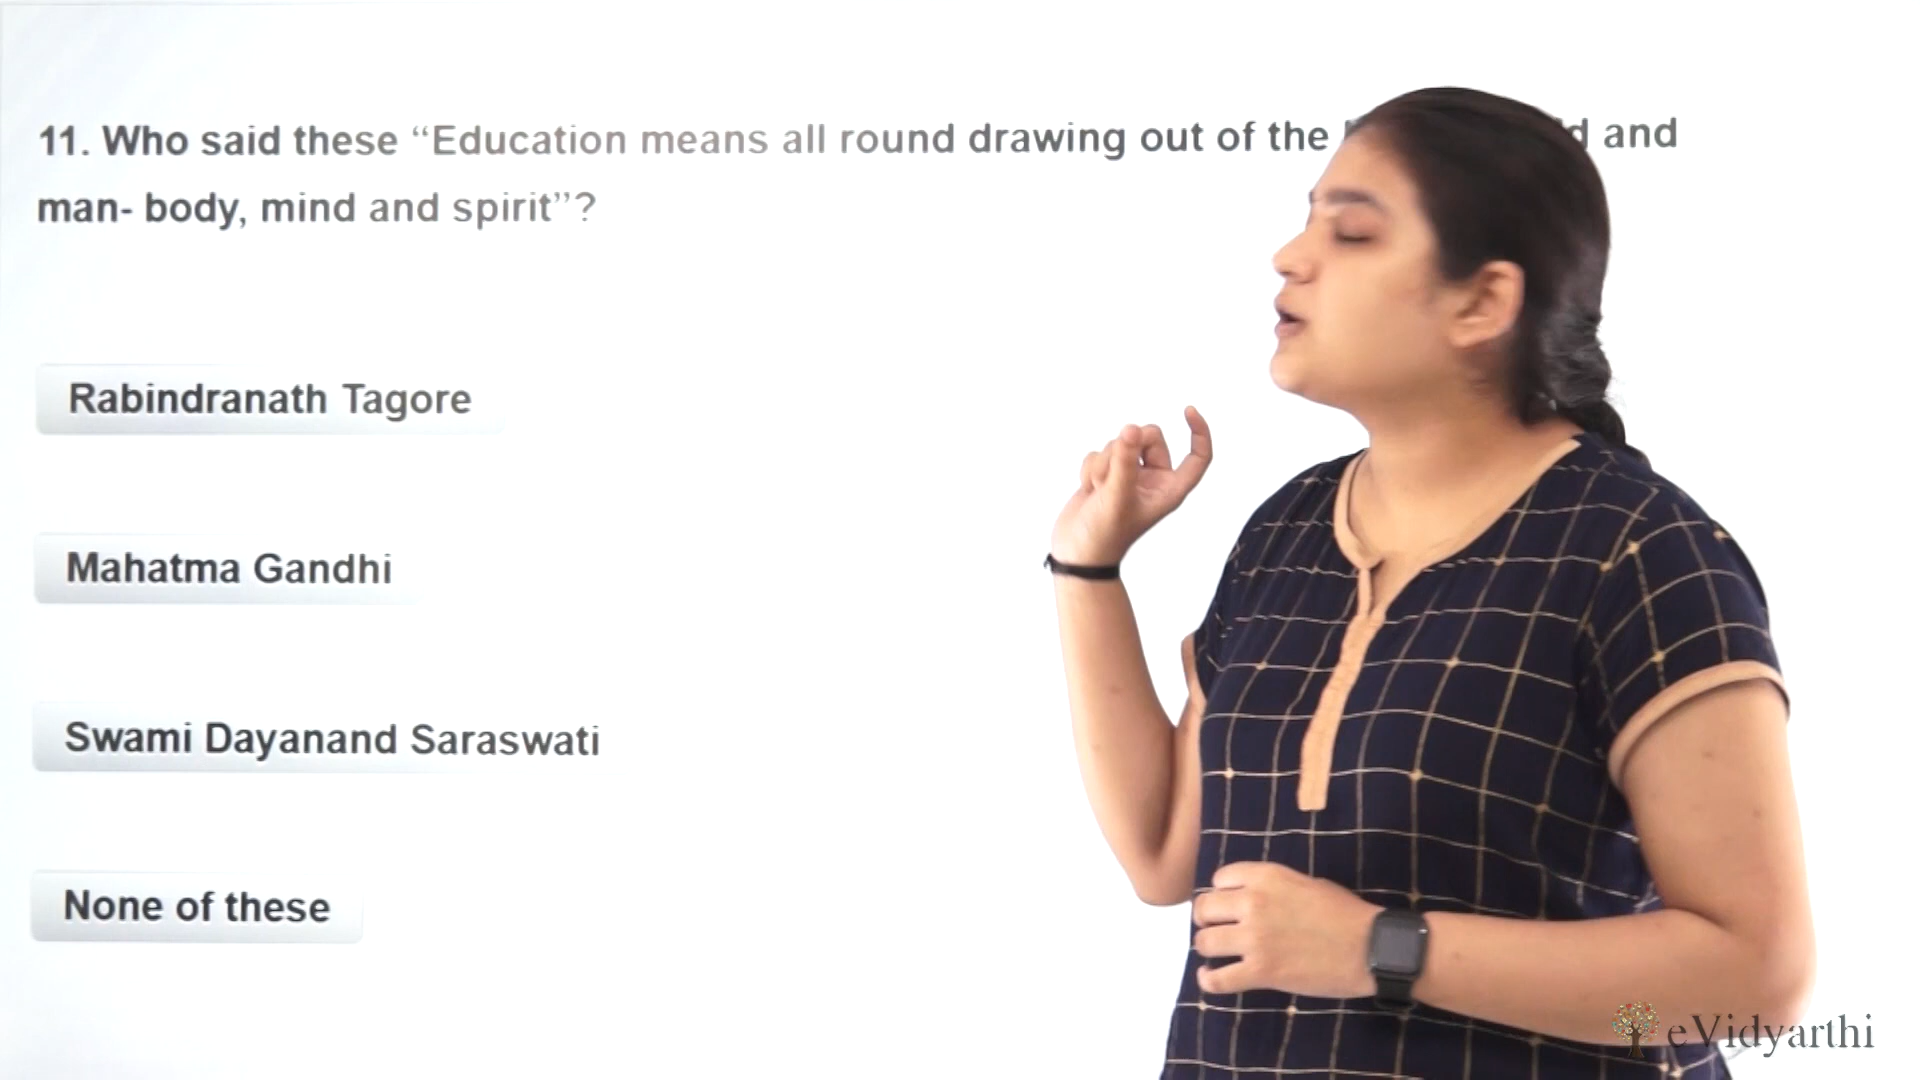 11. Who said these “Education means all round drawing out of the and
man- body, mind and spirit”?
Rabindranath Tagore
Mahatma Gandhi
Swami Dayanand Saraswati
None of these
eVidyarthi